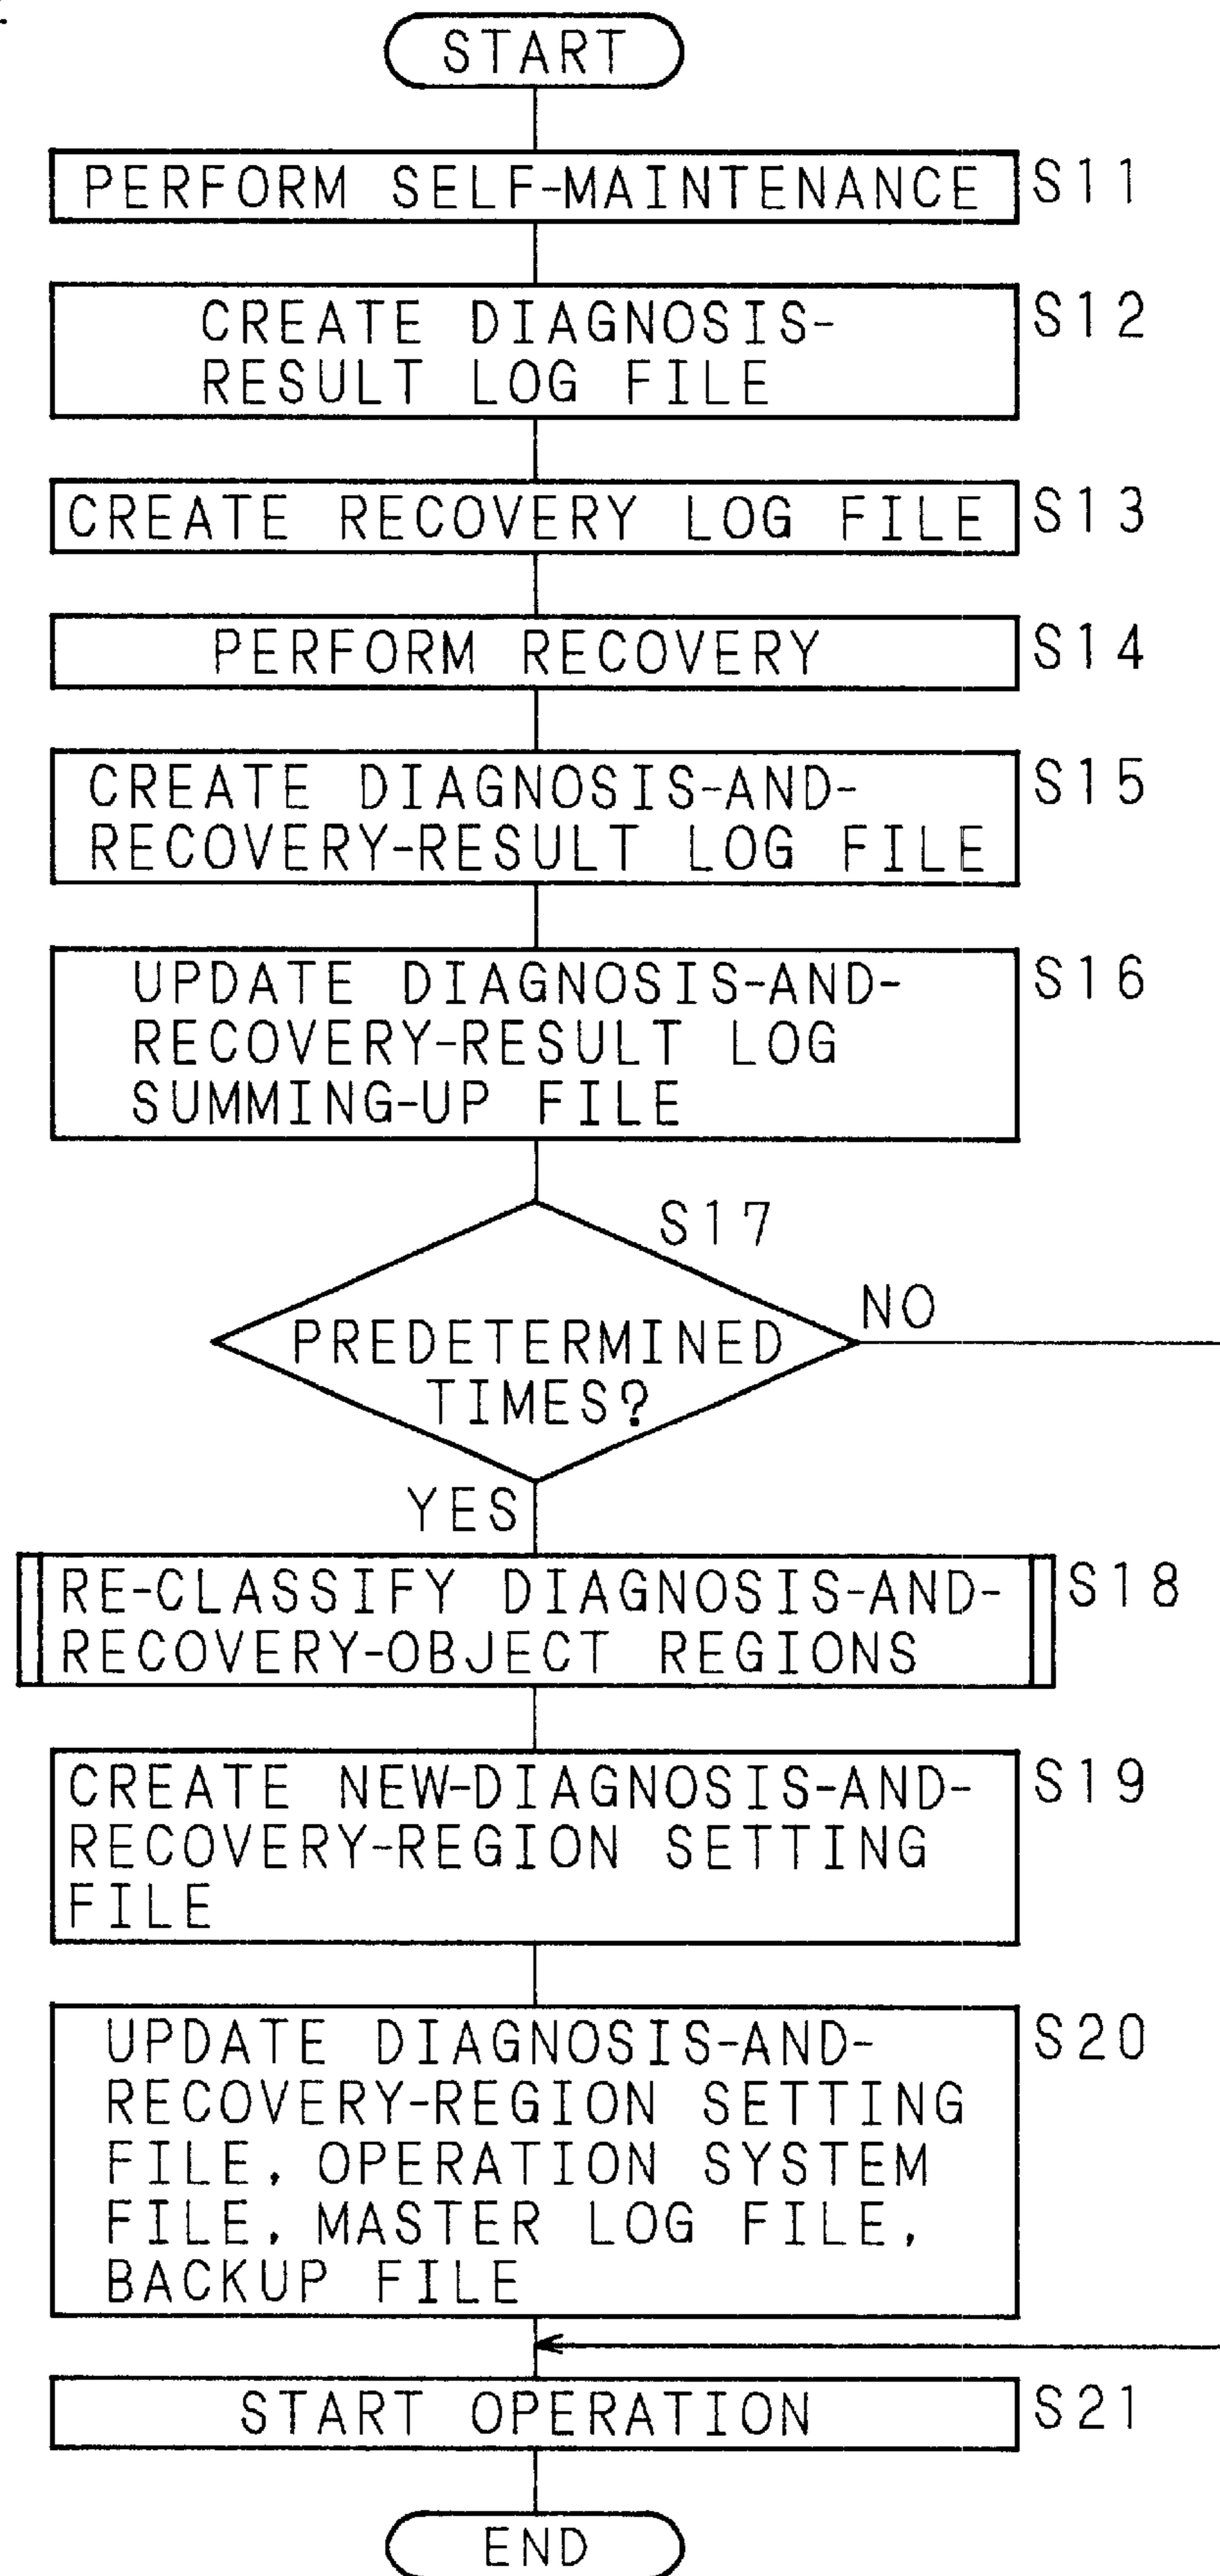 START
PERFORM SELF-MAINTENANCE S11
CREATE DIAGNOSIS- S12
RESULT LOG FILE
CREATE RECOVERY LOG FILE S13
PERFORM RECOVERY S14
CREATE DIAGNOSIS-AND- S15
RECOVERY-RESULT LOG FILE
UPDATE DIAGNOSIS-AND- S16
RECOVERY-RESULT LOG
SUMMING-UP FILE
S17
NO
PREDETERMINED
TIMES?
YES
RE-CLASSIFY DIAGNOSIS-AND- S18
RECOVERY-OBJECT REGIONS
CREATE NEW-DIAGNOSIS-AND- S19
RECOVERY-REGION SETTING
FILE
UPDATE DIAGNOSIS-AND- S20
RECOVERY-REGION SETTING
FILE, OPERATION SYSTEM
FILE, MASTER LOG FILE,
BACKUP FILE
START OPERATION S21
END